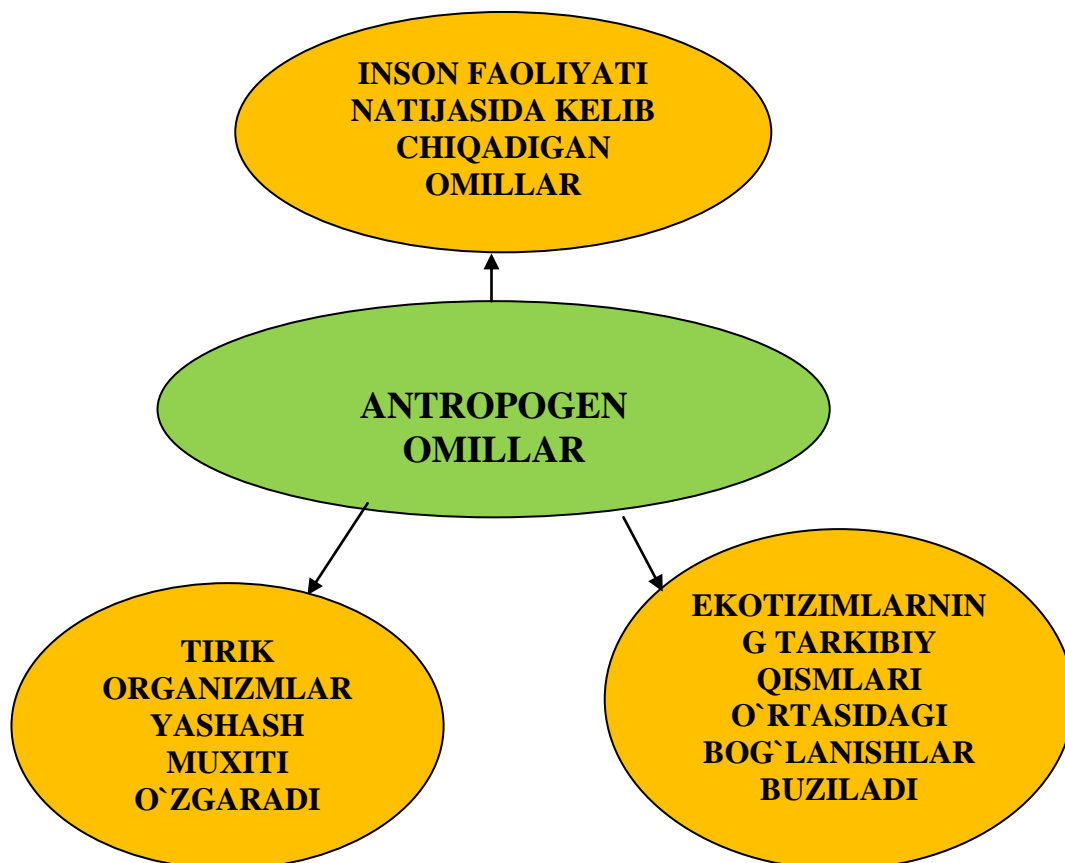 INSON FAOLIYATI
NATIJASIDA KELIB
CHIQADIGAN
OMILLAR
ANTROPOGEN
OMILLAR
TIRIK
ORGANIZMLAR
YASHASH
MUXITI
O`ZGARADI
EKOTIZIMLARNIN
G TARKIBIY
QISMLARI
O`RTASIDAGI
BOG`LANISHLAR
BUZILADI